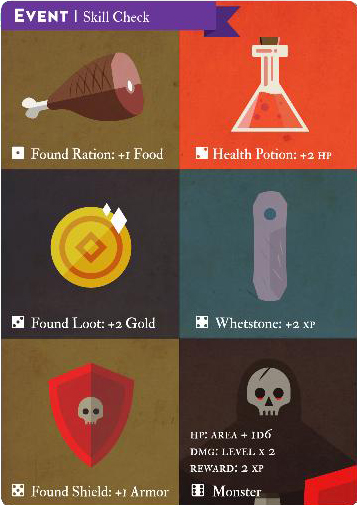 EVENT | Skill Check
Found Ration: +1 Food
Health Potion: +2 HP
Found Loot: +2 Gold
Whetstone: +2 XP
Found Shield: +1 Armor
HP: AREA + 1D6
DMG: LEVEL X 2
REWARD: 2 XP
Monster